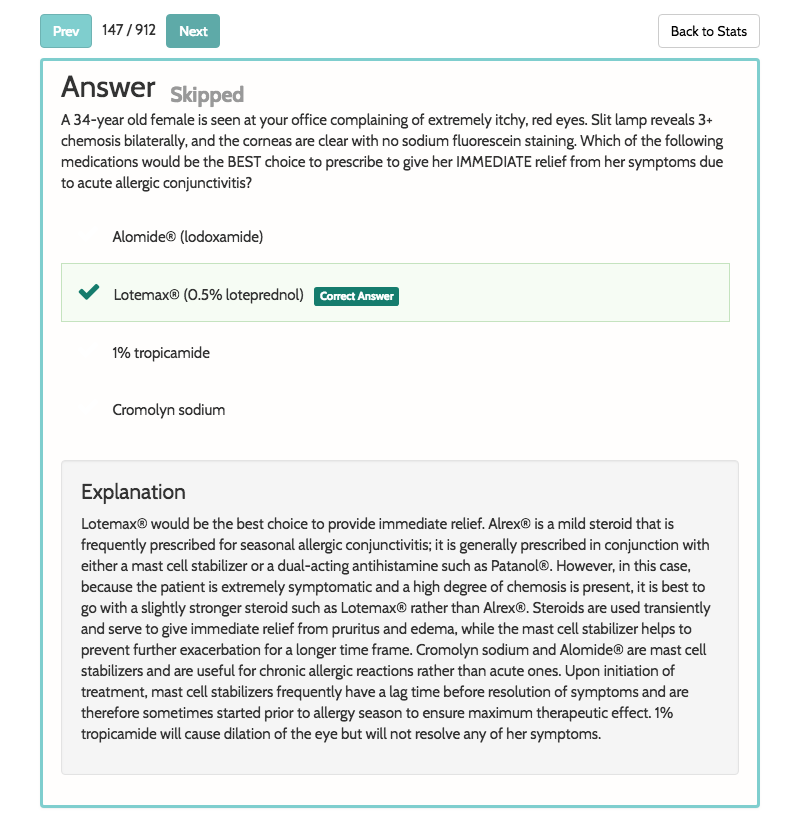 Prev 147 / 912 Next Back to Stats
Answer Skipped
A 34-year old female is seen at your office complaining of extremely itchy, red eyes. Slit lamp reveals 3+
chemosis bilaterally, and the corneas are clear with no sodium fluorescein staining. Which of the following
medications would be the BEST choice to prescribe to give her IMMEDIATE relief from her symptoms due
to acute allergic conjunctivitis?
Alomide® (lodoxamide)
Lotemax® (0.5% loteprednol) Correct Answer
1% tropicamide
Cromolyn sodium
Explanation
Lotemax® would be the best choice to provide immediate relief. Alrex® is a mild steroid that is
frequently prescribed for seasonal allergic conjunctivitis; it is generally prescribed in conjunction with
either a mast cell stabilizer or a dual-acting antihistamine such as Patanol®. However, in this case,
because the patient is extremely symptomatic and a high degree of chemosis is present, it is best to
go with a slightly stronger steroid such as Lotemax® rather than Alrex®. Steroids are used transiently
and serve to give immediate relief from pruritus and edema, while the mast cell stabilizer helps to
prevent further exacerbation for a longer time frame. Cromolyn sodium and Alomide® are mast cell
stabilizers and are useful for chronic allergic reactions rather than acute ones. Upon initiation of
treatment, mast cell stabilizers frequently have a lag time before resolution of symptoms and are
therefore sometimes started prior to allergy season to ensure maximum therapeutic effect. 1%
tropicamide will cause dilation of the eye but will not resolve any of her symptoms.